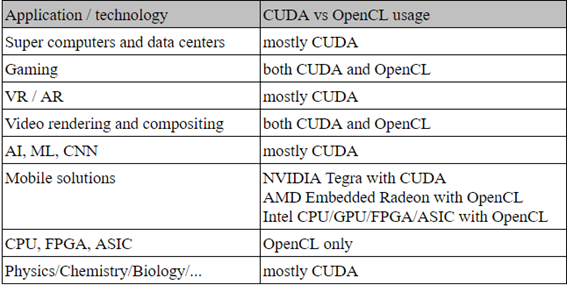 Application / technology CUDA vs OpenCL usage
Super computers and data centers mostly CUDA
Gaming both CUDA and OpenCL
VR / AR mostly CUDA
Video rendering and compositing both CUDA and OpenCL
AI, ML, CNN mostly CUDA
Mobile solutions NVIDIA Tegra with CUDA
AMD Embedded Radeon with OpenCL
Intel CPU/GPU/FPGA/ASIC with OpenCL
CPU, FPGA, ASIC OpenCL only
Physics/Chemistry/Biology/... mostly CUDA